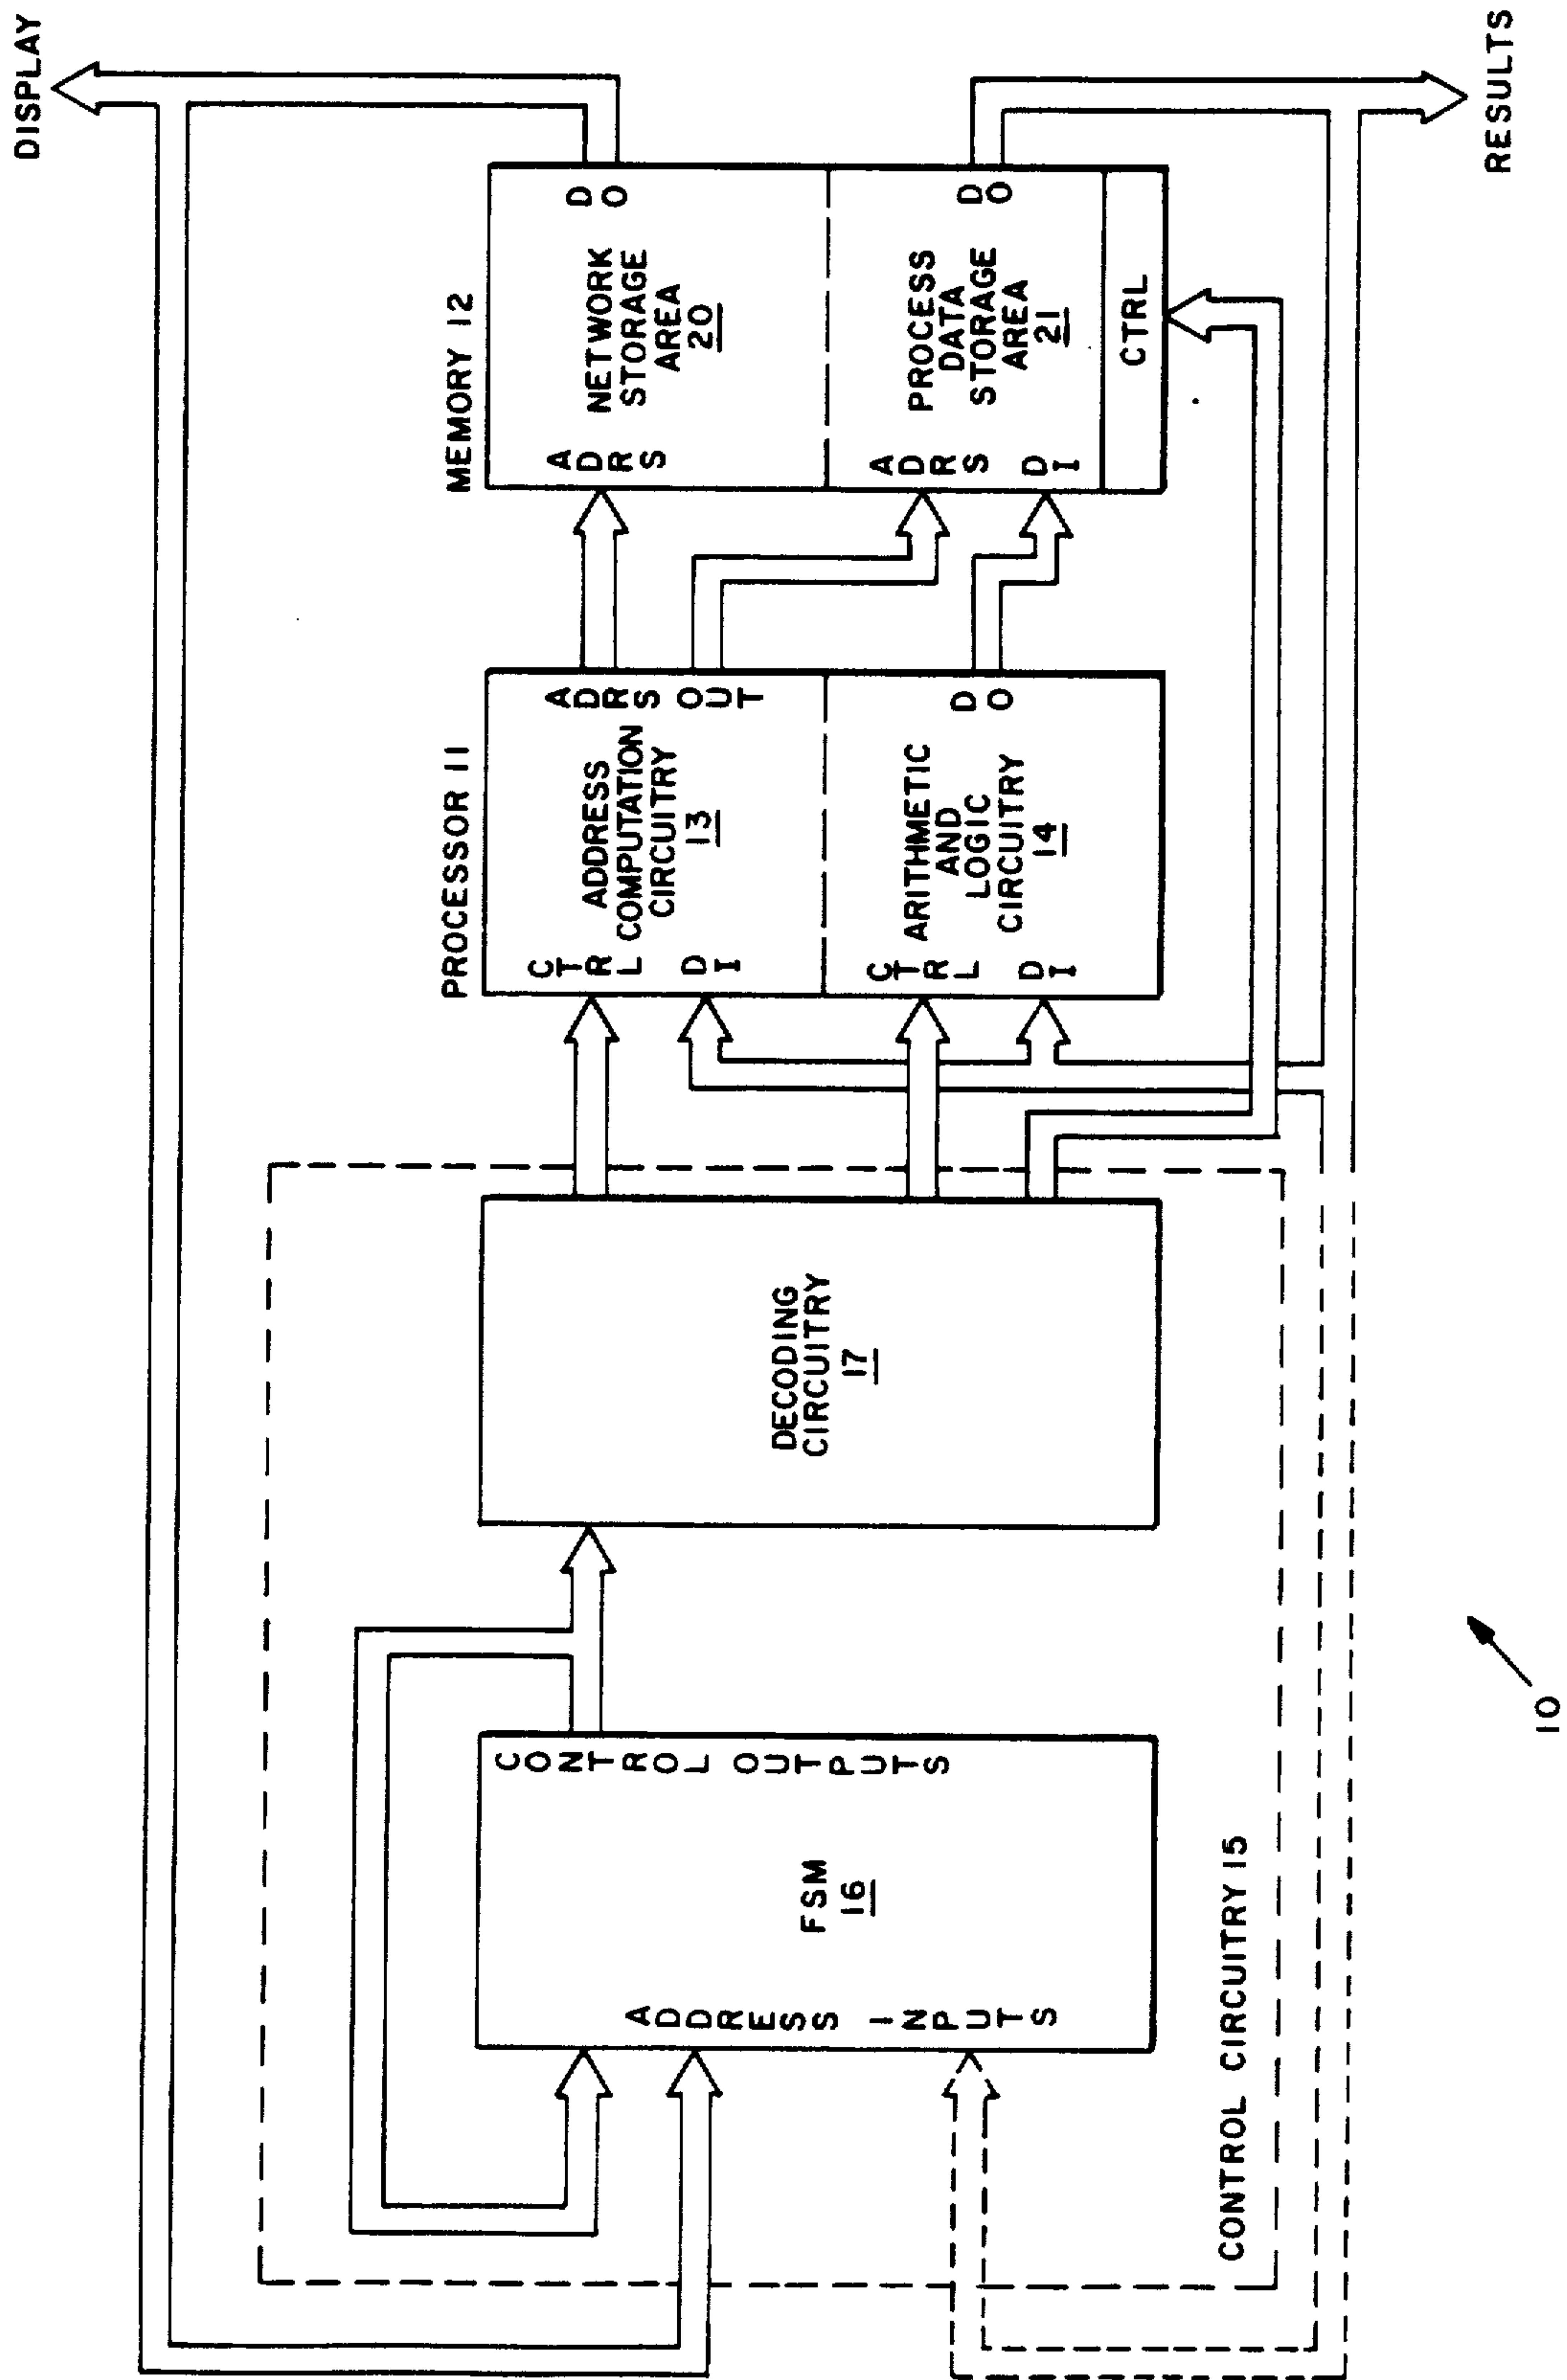 DISPLAY
MEMORY 12
ADRS
NETWORK
STORAGE
AREA
20
DO
ADRS
DI
PROCESS
DATA
STORAGE
AREA
21
DO
CTRL
RESULTS
PROCESSOR 11
CTRL
DI
ADDRESS
COMPUTATION
CIRCUITRY
13
ADRS OUT
CTRL
DI
ARITHMETIC
AND
LOGIC
CIRCUITRY
14
DO
DECODING
CIRCUITRY
17
ADDRESS INPUTS
FSM
16
CONTROL OUTPUTS
CONTROL CIRCUITRY 15
10